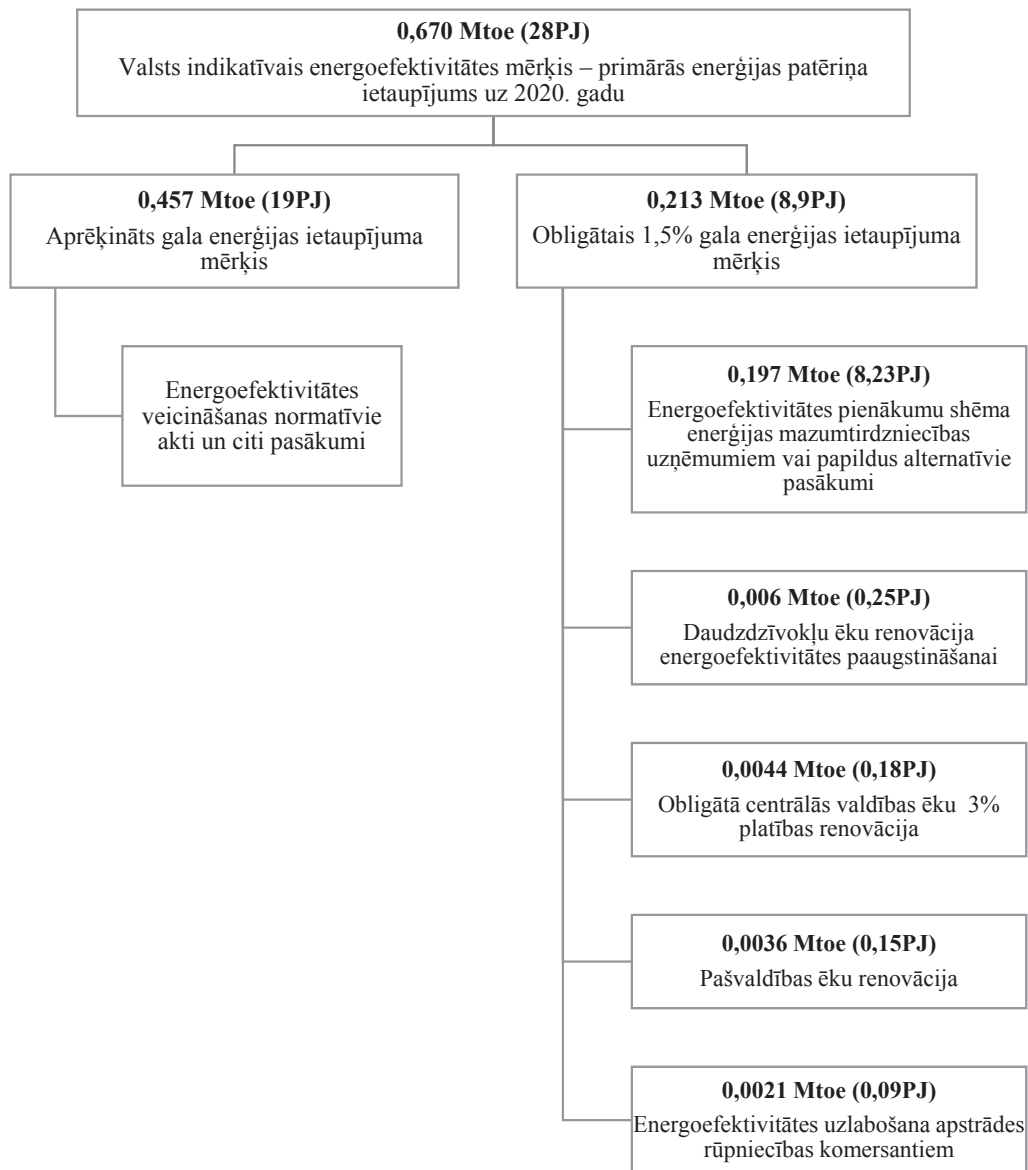 0,670 Mtoe (28PJ)
Valsts indikatīvais energoefektivitātes mērķis – primārās enerģijas patēriņa
ietaupījums uz 2020. gadu
0,457 Mtoe (19PJ)
Aprēķināts gala enerģijas ietaupījuma
mērķis
Energoefektivitātes
veicināšanas normatīvie
akti un citi pasākumi
0,213 Mtoe (8,9PJ)
Obligātais 1,5% gala enerģijas ietaupījuma
mērķis
0,197 Mtoe (8,23PJ)
Energoefektivitātes pienākumu shēma
enerģijas mazumtirdzniecības
uzņēmumiem vai papildus alternatīvie
pasākumi
0,006 Mtoe (0,25PJ)
Daudzdzīvokļu ēku renovācija
energoefektivitātes paaugstināšanai
0,0044 Mtoe (0,18PJ)
Obligātā centrālās valdības ēku  3%
platības renovācija
0,0036 Mtoe (0,15PJ)
Pašvaldības ēku renovācija
0,0021 Mtoe (0,09PJ)
Energoefektivitātes uzlabošana apstrādes
rūpniecības komersantiem